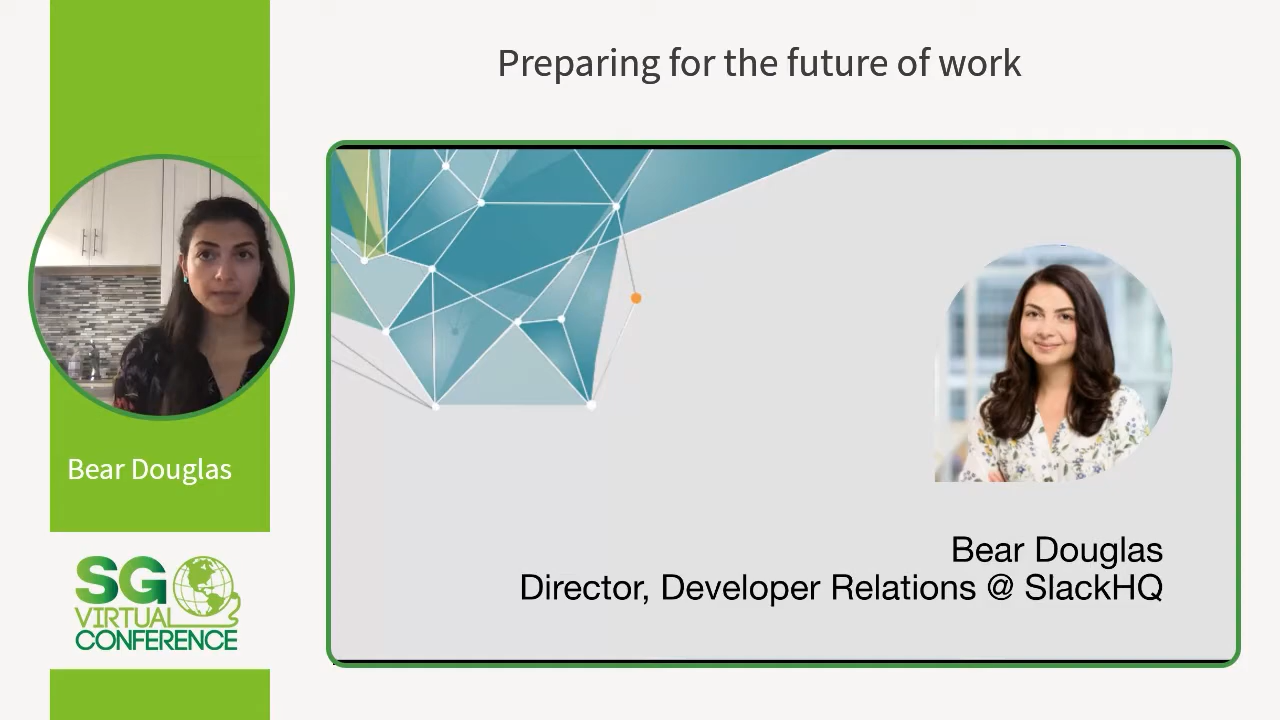 Preparing for the future of work
Bear Douglas
SG
VIRTUAL
CONFERENCE
Bear Douglas
Director, Developer Relations @ SlackHQ